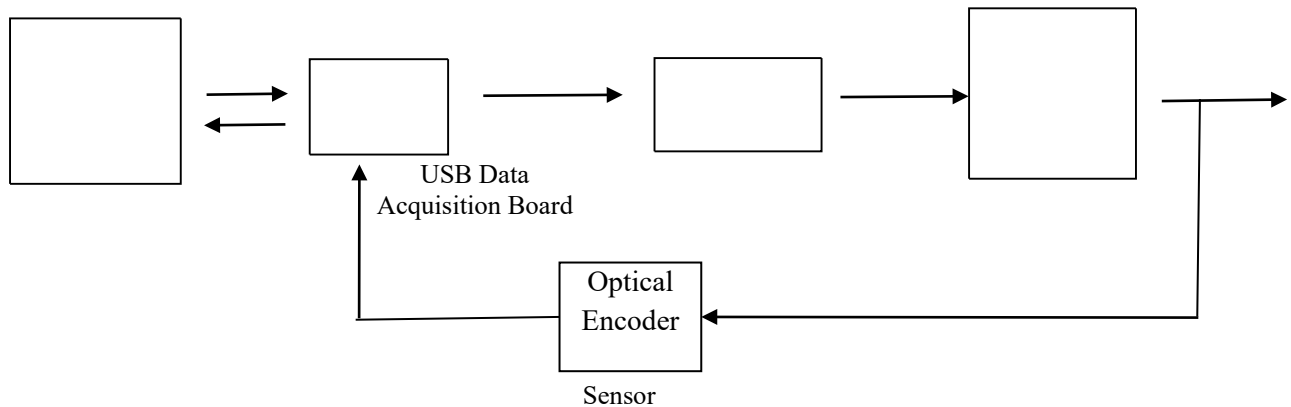 USB Data
Acquisition Board
Optical
Encoder
Sensor